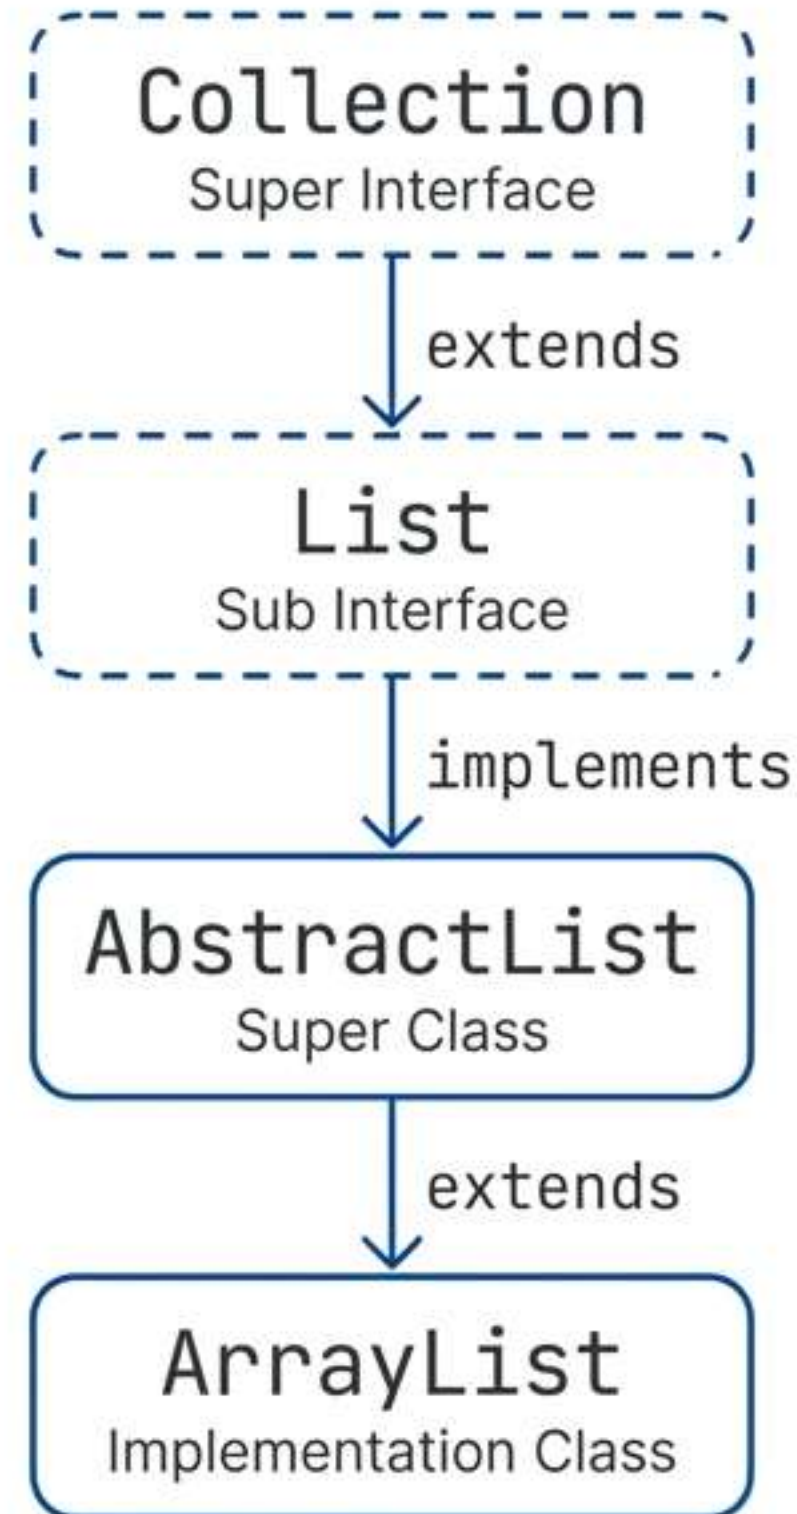 Collection
Super Interface
extends
List
Sub Interface
implements
AbstractList
Super Class
extends
ArrayList
Implementation Class